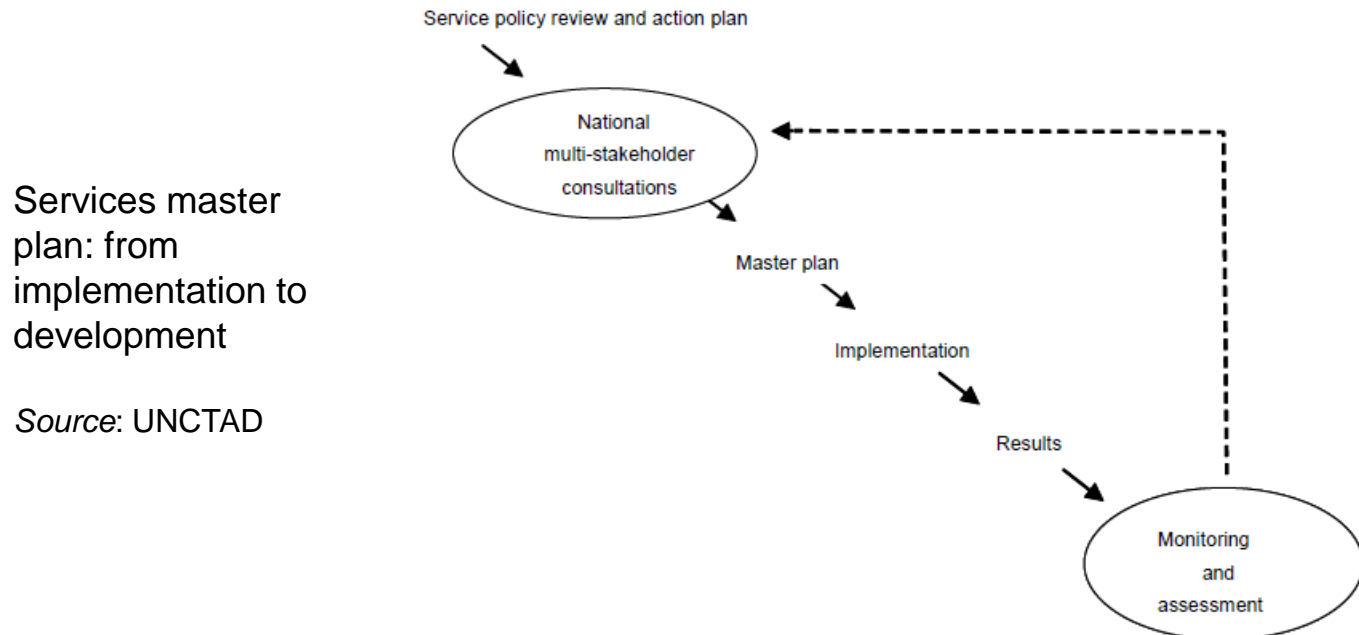 Service policy review and action plan
National
multi-stakeholder
consultations
Services master
plan: from
implementation to
development
Source: UNCTAD
Master plan
Implementation
Results
Monitoring
and
assessment